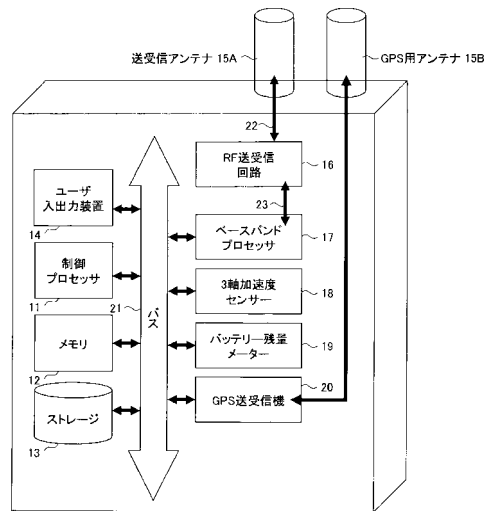 送受信アンテナ 15A
GPS用アンテナ 15B
22
RF送受信
回路
16
23
ユーザ
入出力装置
14
ベースバンド
プロセッサ
17
制御
プロセッサ
11
21
バス
3軸加速度
センサー
18
メモリ
12
バッテリー残量
メーター
19
ストレージ
13
GPS送受信機
20